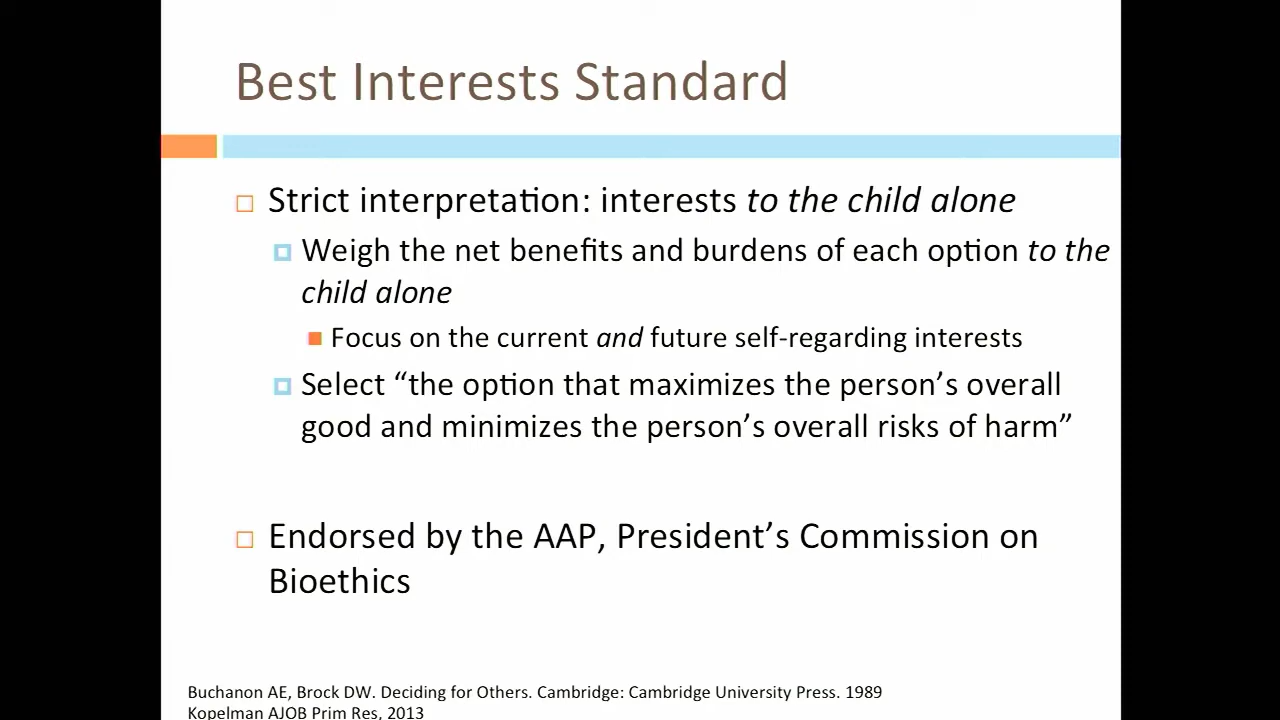 Best Interests Standard
Strict interpretation: interests to the child alone
Weigh the net benefits and burdens of each option to the
child alone
Focus on the current and future self-regarding interests
Select “the option that maximizes the person’s overall
good and minimizes the person’s overall risks of harm”
Endorsed by the AAP, President’s Commission on
Bioethics
Buchanon AE, Brock DW. Deciding for Others. Cambridge: Cambridge University Press. 1989
Kopelman AJOB Prim Res, 2013